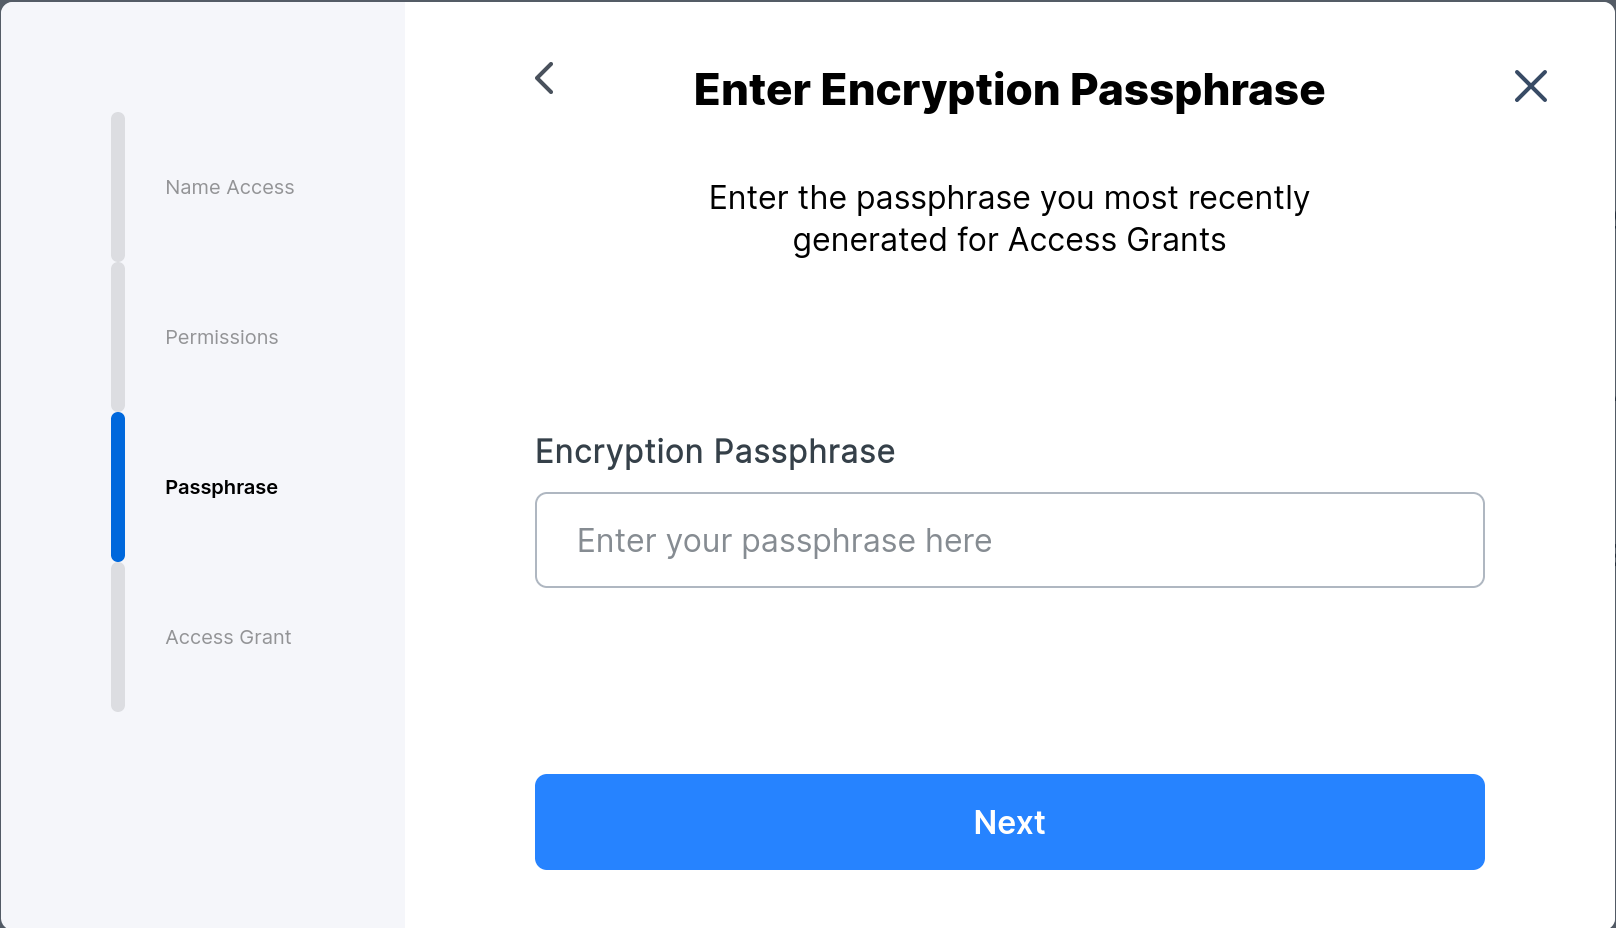 Name Access
Permissions
Passphrase
Access Grant
Enter Encryption Passphrase
Enter the passphrase you most recently
generated for Access Grants
Encryption Passphrase
Enter your passphrase here
Next